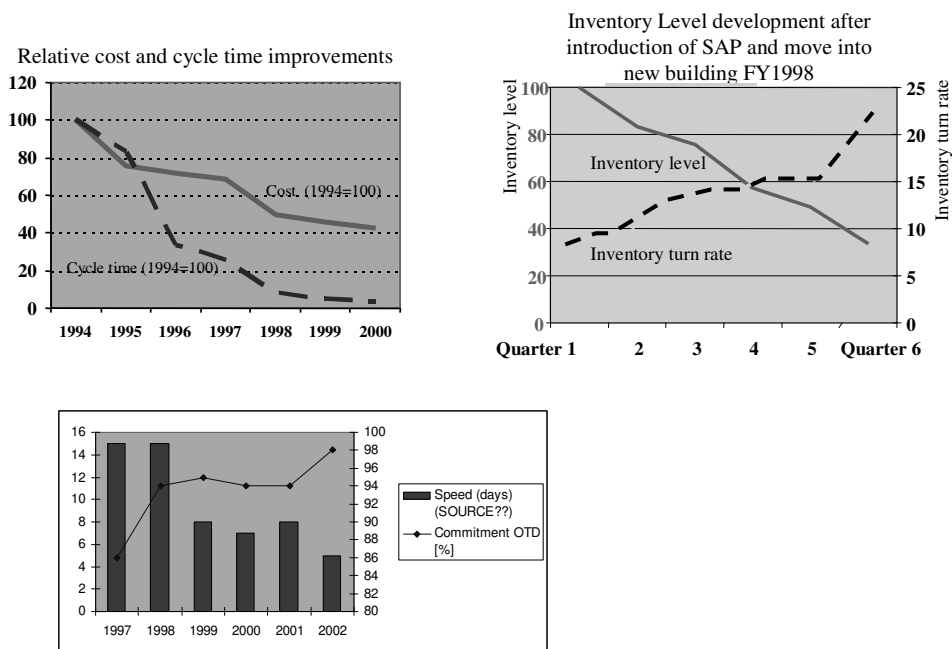 Relative cost and cycle time improvements
120
100
80
60
40
20
0
Cost (1994=100)
Cycle time (1994=100)
1994 1995 1996 1997 1998 1999 2000
Inventory Level development after
introduction of SAP and move into
new building FY1998
Inventory level
100
80
60
40
20
0
Inventory level
Inventory turn rate
25
20
15
10
5
0
Inventory turn rate
Quarter 1 2 3 4 5 Quarter 6
16
14
12
10
8
6
4
2
0
100
98
96
94
92
90
88
86
84
82
80
1997 1998 1999 2000 2001 2002
Speed (days)
(SOURCE??)
Commitment OTD
[%]